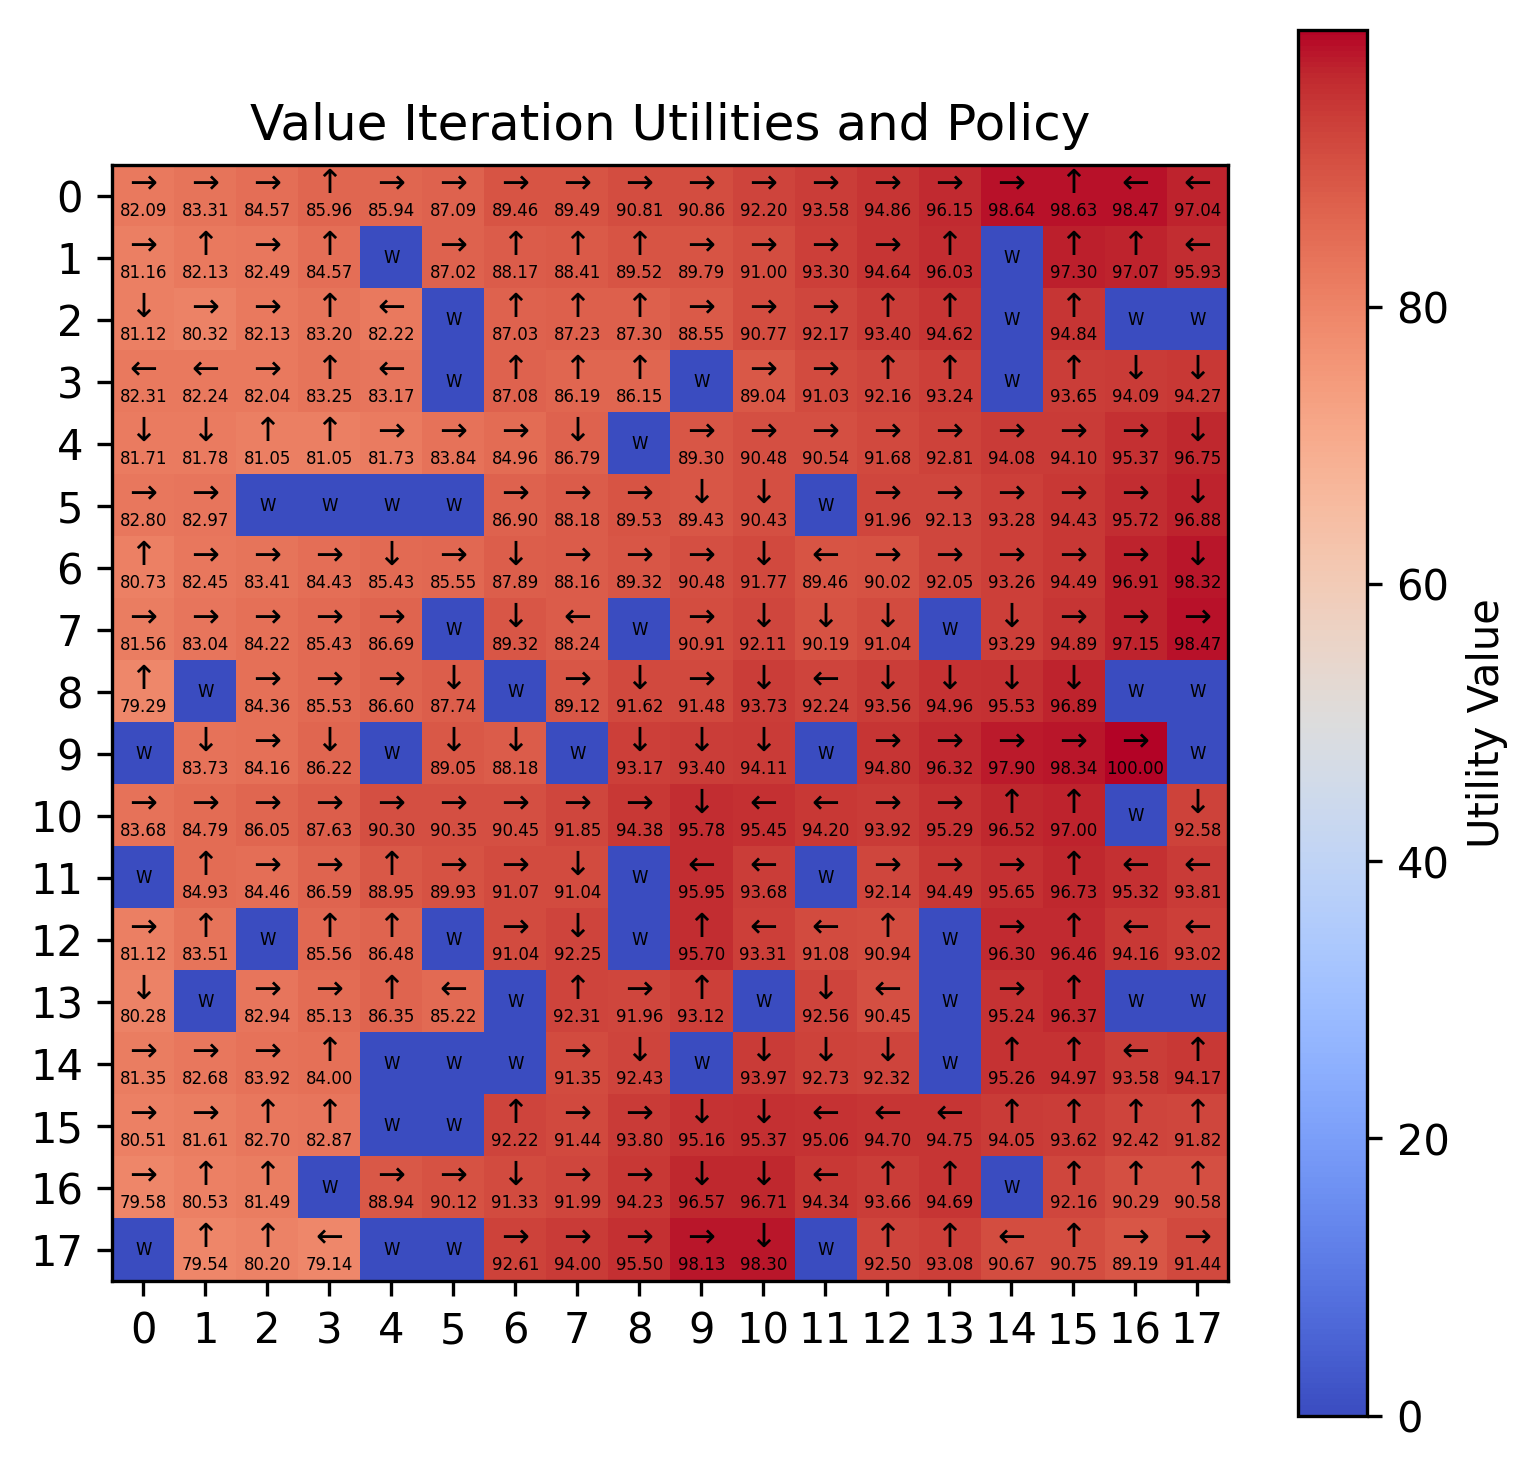 Value Iteration Utilities and Policy
→ → → ↑ → → → → → → → → → → → ↑ ← ←
0 82.09 83.31 84.57 85.96 85.94 87.09 89.46 89.49 90.81 90.86 92.20 93.58 94.86 96.15 98.64 98.63 98.47 97.04
→ ↑ → ↑ W → ↑ ↑ ↑ → → → → ↑ W ↑ ↑ ←
1 81.16 82.13 82.49 84.57 87.02 88.17 88.41 89.52 89.79 91.00 93.30 94.64 96.03 97.30 97.07 95.93
↓ → → ↑ ← W ↑ ↑ ↑ → → → ↑ ↑ W ↑ W W
2 81.12 80.32 82.13 83.20 82.22 87.03 87.23 87.30 88.55 90.77 92.17 93.40 94.62 94.84
← ← → ↑ ← W ↑ ↑ ↑ W → → ↑ ↑ W ↑ ↓ ↓
3 82.31 82.24 82.04 83.25 83.17 87.08 86.19 86.15 89.04 91.03 92.16 93.24 93.65 94.09 94.27
↓ ↓ ↑ ↑ → → → ↓ W → → → → → → → → ↓
4 81.71 81.78 81.05 81.05 81.73 83.84 84.96 86.79 89.30 90.48 90.54 91.68 92.81 94.08 94.10 95.37 96.75
→ → W W W W → → → ↓ ↓ W → → → → → ↓
5 82.80 82.97 86.90 88.18 89.53 89.43 90.43 91.96 92.13 93.28 94.43 95.72 96.88
↑ → → → ↓ → ↓ → → → ↓ ← → → → → → ↓
6 80.73 82.45 83.41 84.43 85.43 85.55 87.89 88.16 89.32 90.48 91.77 89.46 90.02 92.05 93.26 94.49 96.91 98.32
→ → → → → W ↓ ← W → ↓ ↓ ↓ W ↓ → → →
7 81.56 83.04 84.22 85.43 86.69 89.32 88.24 90.91 92.11 90.19 91.04 93.29 94.89 97.15 98.47
↑ W → → → ↓ W → ↓ → ↓ ← ↓ ↓ ↓ ↓ W W
8 79.29 84.36 85.53 86.60 87.74 89.12 91.62 91.48 93.73 92.24 93.56 94.96 95.53 96.89
W ↓ → ↓ W ↓ ↓ W ↓ ↓ ↓ W → → → → → W
9 83.73 84.16 86.22 89.05 88.18 93.17 93.40 94.11 94.80 96.32 97.90 98.34 100.00
→ → → → → → → → → ↓ ← ← → → ↑ ↑ W ↓
10 83.68 84.79 86.05 87.63 90.30 90.35 90.45 91.85 94.38 95.78 95.45 94.20 93.92 95.29 96.52 97.00 92.58
W ↑ → → ↑ → → ↓ W ← ← W → → → ↑ ← ←
11 84.93 84.46 86.59 88.95 89.93 91.07 91.04 95.95 93.68 92.14 94.49 95.65 96.73 95.32 93.81
→ ↑ W ↑ ↑ W → ↓ W ↑ ← ← ↑ W → ↑ ← ←
12 81.12 83.51 85.56 86.48 91.04 92.25 95.70 93.31 91.08 90.94 96.30 96.46 94.16 93.02
↓ W → → ↑ ← W ↑ → ↑ W ↓ ← W → ↑ W W
13 80.28 82.94 85.13 86.35 85.22 92.31 91.96 93.12 92.56 90.45 95.24 96.37
→ → → ↑ W W W → ↓ W ↓ ↓ ↓ W ↑ ↑ ← ↑
14 81.35 82.68 83.92 84.00 91.35 92.43 93.97 92.73 92.32 95.26 94.97 93.58 94.17
→ → ↑ ↑ W W ↑ → → ↓ ↓ ← ← ← ↑ ↑ ↑ ↑
15 80.51 81.61 82.70 82.87 92.22 91.44 93.80 95.16 95.37 95.06 94.70 94.75 94.05 93.62 92.42 91.82
→ ↑ ↑ W → → ↓ → → ↓ ↓ ← ↑ ↑ W ↑ ↑ ↑
16 79.58 80.53 81.49 88.94 90.12 91.33 91.99 94.23 96.57 96.71 94.34 93.66 94.69 92.16 90.29 90.58
W ↑ ↑ ← W W → → → → ↓ W ↑ ↑ ← ↑ → →
17 79.54 80.20 79.14 92.61 94.00 95.50 98.13 98.30 92.50 93.08 90.67 90.75 89.19 91.44
0 1 2 3 4 5 6 7 8 9 10 11 12 13 14 15 16 17
80
60
40
20
0
Utility Value